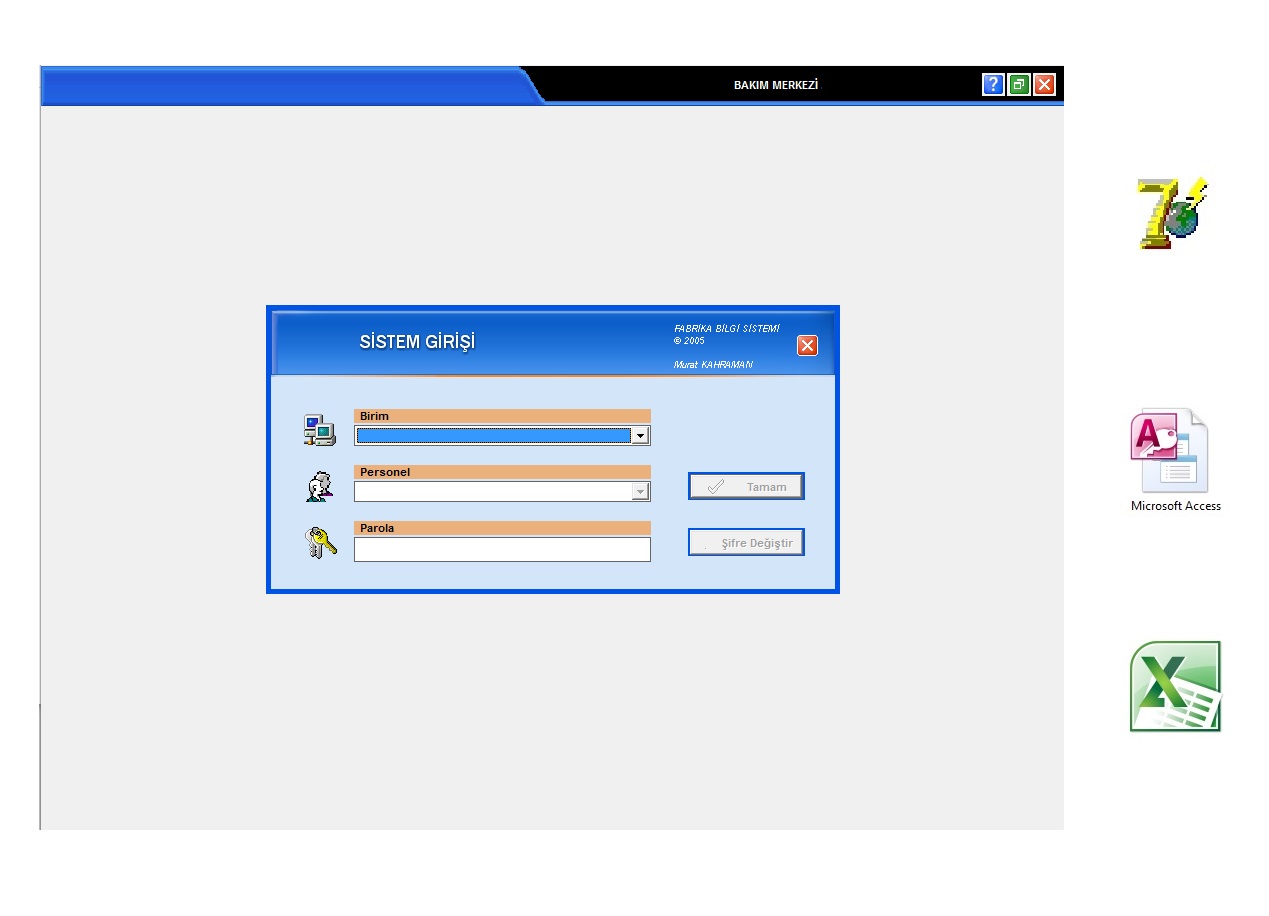 BAKIM MERKEZİ
?
SİSTEM GİRİŞİ
FABRİKA BİLGİ SİSTEMİ
© 2005
Murat KAHRAMAN
Birim
Personel
Tamam
Parola
Şifre Değiştir
7
A
Microsoft Access
X